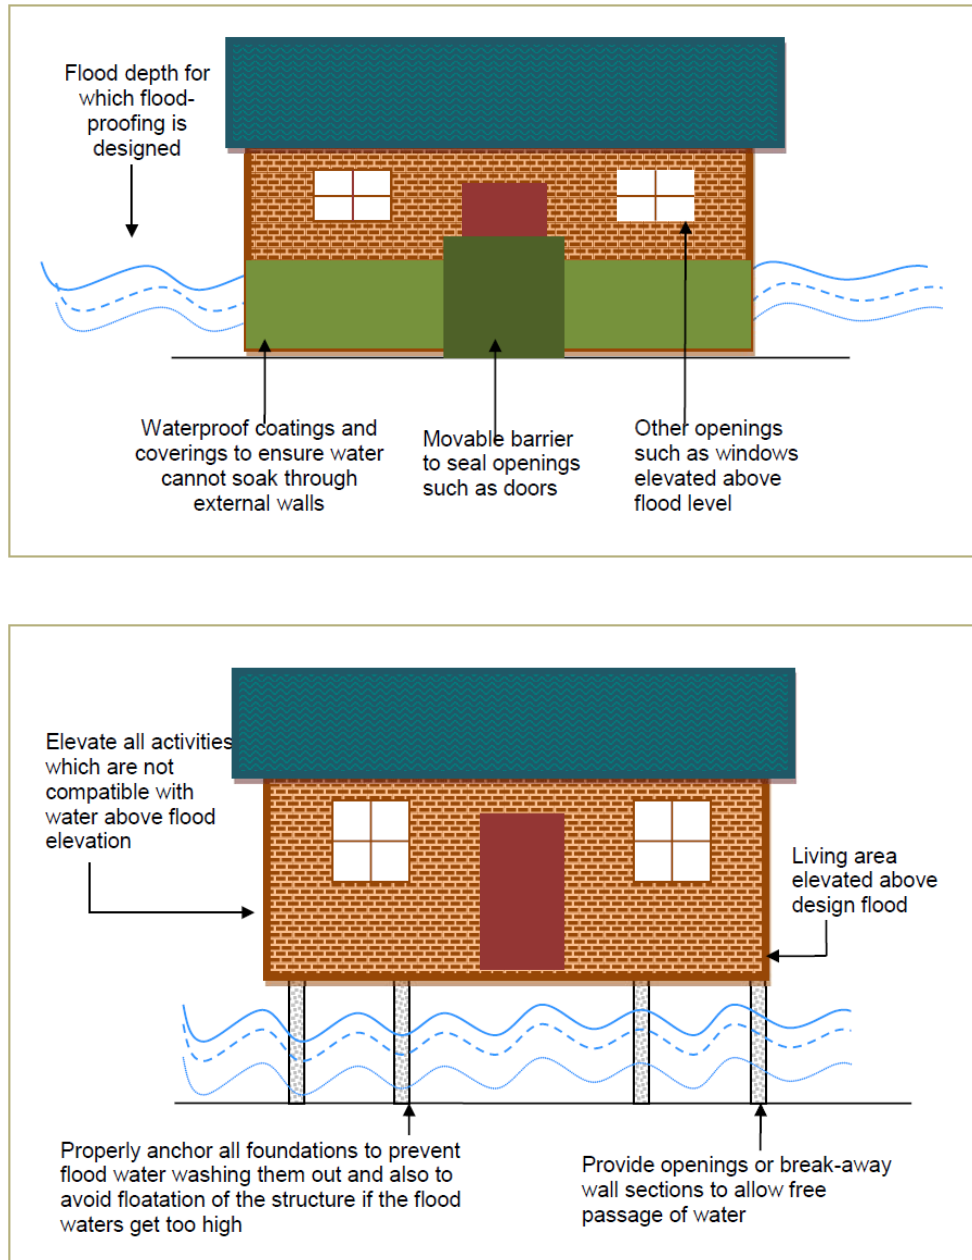 Flood depth for
which flood-
proofing is
designed
Waterproof coatings and
coverings to ensure water
cannot soak through
external walls
Movable barrier
to seal openings
such as doors
Other openings
such as windows
elevated above
flood level
Elevate all activities
which are not
compatible with
water above flood
elevation
Living area
elevated above
design flood
Properly anchor all foundations to prevent
flood water washing them out and also to
avoid floatation of the structure if the flood
waters get too high
Provide openings or break-away
wall sections to allow free
passage of water